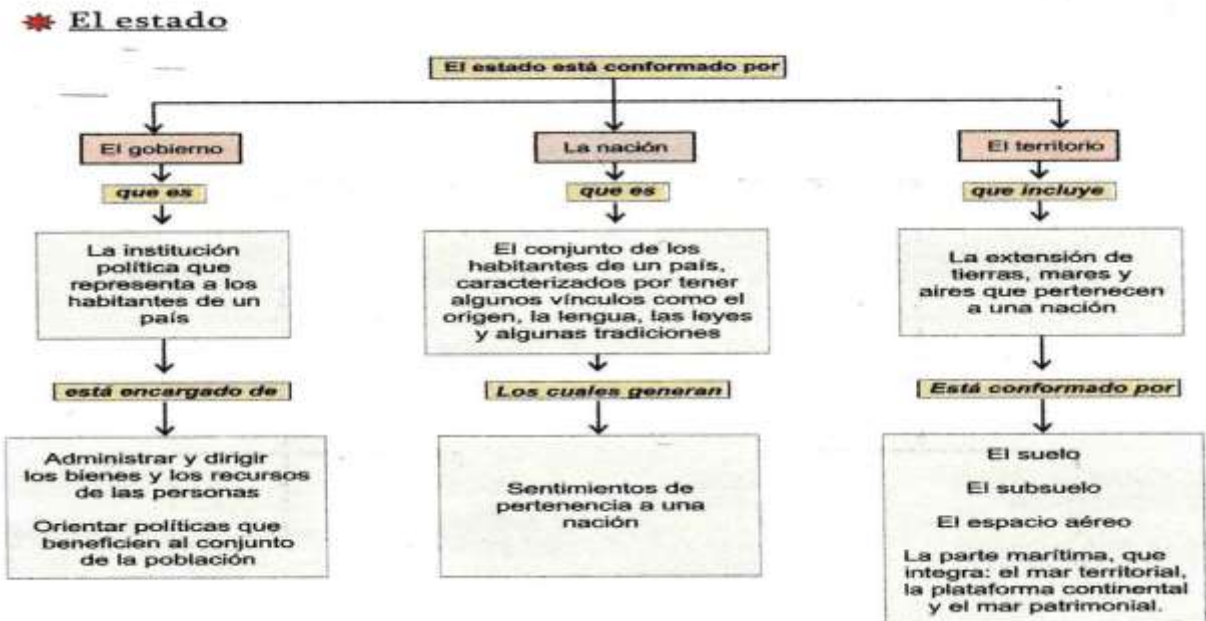 El estado
El estado está conformado por
El gobierno
La nación
El territorio
que es
que es
que incluye
La institución
política que
representa a los
habitantes de un
país
El conjunto de los
habitantes de un país,
caracterizados por tener
algunos vínculos como el
origen, la lengua, las leyes
y algunas tradiciones
La extensión de
tierras, mares y
aires que pertenecen
a una nación
está encargado de
Los cuales generan
Está conformado por
Administrar y dirigir
los bienes y los recursos
de las personas
Orientar políticas que
beneficien al conjunto
de la población
Sentimientos de
pertenencia a una
nación
El suelo
El subsuelo
El espacio aéreo
La parte marítima, que
integra: el mar territorial,
la plataforma continental
y el mar patrimonial.